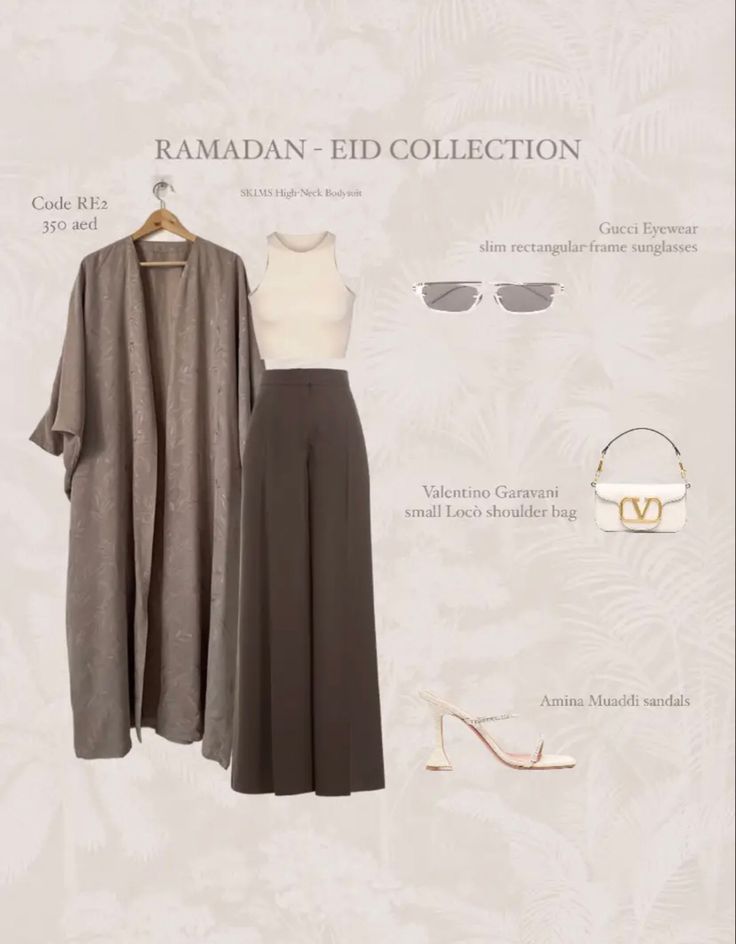 RAMADAN - EID COLLECTION
Code RE2
350 aed
SKIMS High-Neck Bodysuit
Gucci Eyewear
slim rectangular-frame sunglasses
Valentino Garavani
small Locò shoulder bag
Amina Muaddi sandals